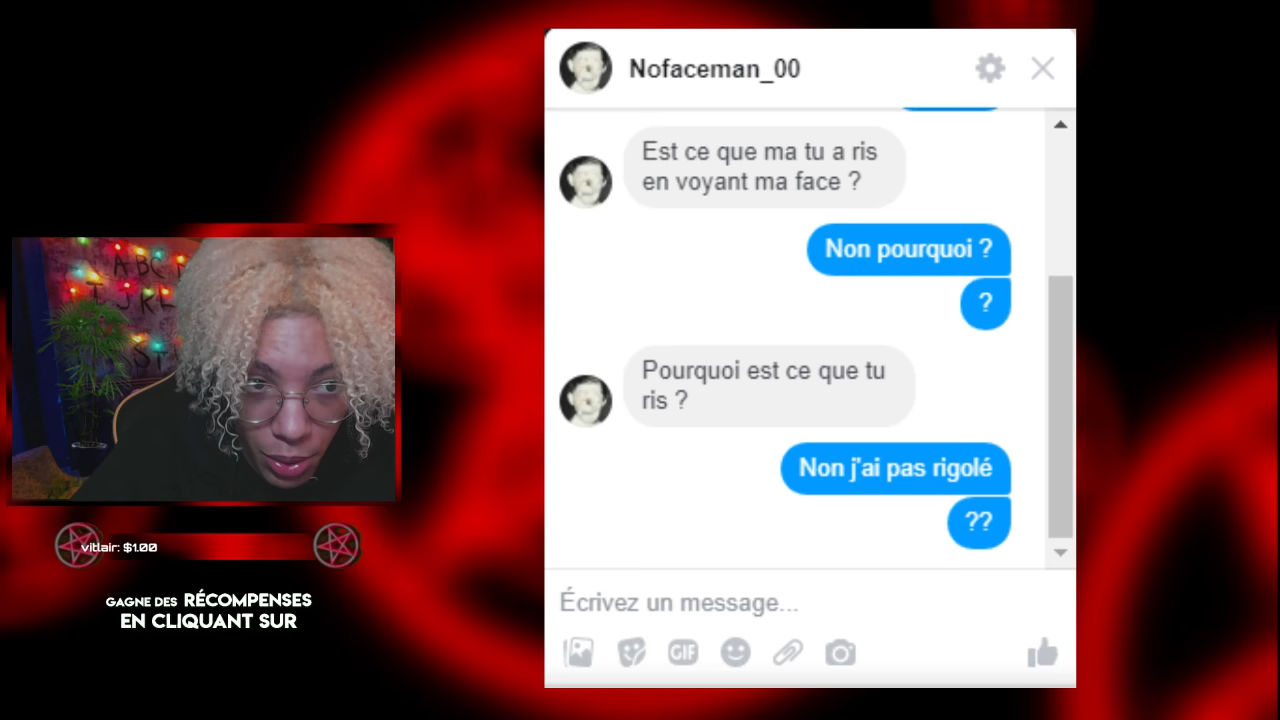 Nofaceman_00
Est ce que ma tu a ris
en voyant ma face ?
Non pourquoi ?
?
Pourquoi est ce que tu
ris ?
Non j'ai pas rigolé
??
Écrivez un message...
GIF
A B C
J K L
S T
vitlair: $1.00
GAGNE DES RÉCOMPENSES
EN CLIQUANT SUR